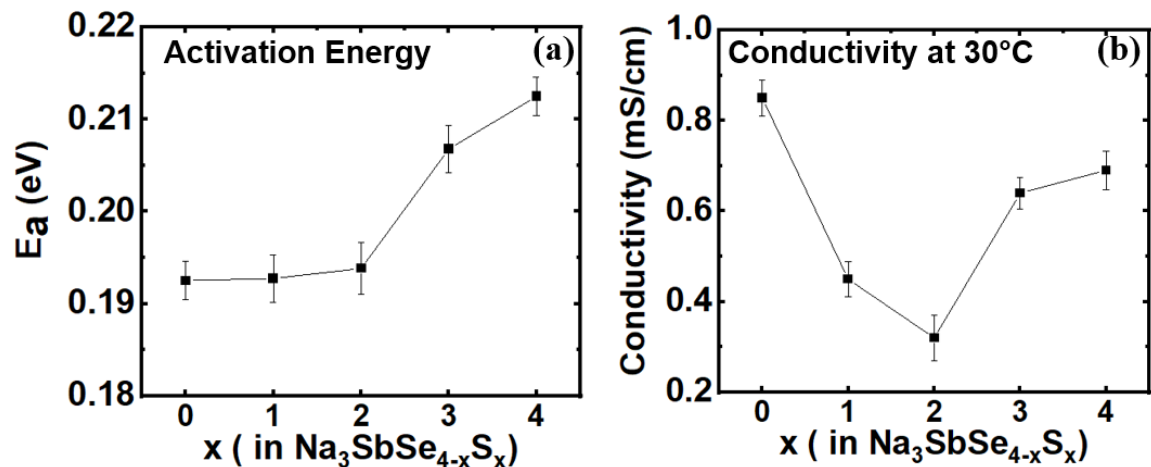 Activation Energy (a)
0.22
0.21
0.20
0.19
0.18
Ea (eV)
0 1 2 3 4
x ( in Na₃SbSe₄₋ₓSₓ)
Conductivity at 30°C (b)
1.0
0.8
0.6
0.4
0.2
Conductivity (mS/cm)
0 1 2 3 4
x ( in Na₃SbSe₄₋ₓSₓ)